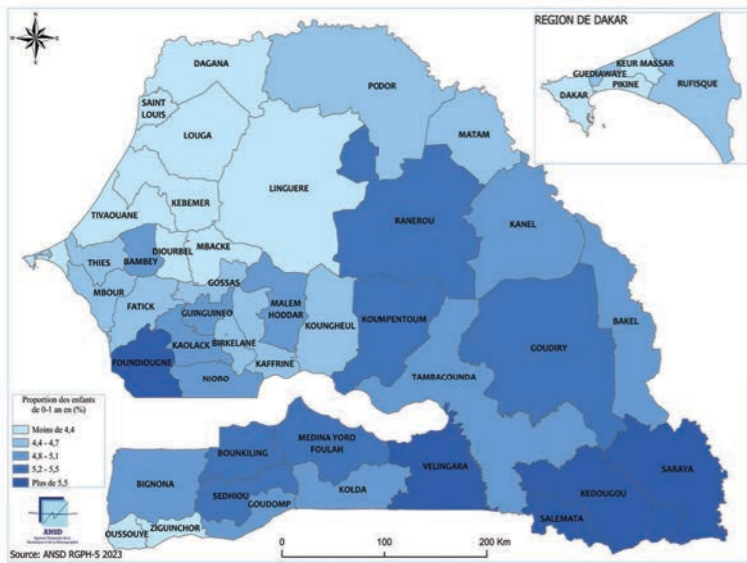 N
REGION DE DAKAR
KEUR MASSAR
GUEDIAWAYE
RUFISQUE
DAKAR
PIKINE
DAGANA
PODOR
SAINT
LOUIS
MATAM
LOUGA
LINGUERE
KEBEMER
RANEROU
KANEL
TIVAOUANE
MBACKE
DIOURBEL
THIES
BAMBEY
GOSSAS
MBOUR
MALEM
HODDAR
FATICK
GUINGUINEO
KOUNGHEUL
KOUMPENTOUM
BAKEL
GOUDIRY
KAOLACK
BIRKELANE
FOUNDIOUGNE
KAFFRINE
NIORO
TAMBACOUNDA
Proportion des enfants
de 0-1 an en (%)
Moins de 4,4
4,4 - 4,7
4,8 - 5,1
5,2 - 5,5
Plus de 5,5
MEDINA YORO
FOULAH
BOUNKILING
VELINGARA
SARAYA
BIGNONA
SEDHIOU
GOUDOMP
KOLDA
KEDOUGOU
SALEMATA
ZIGUINCHOR
OUSSOUYE
ANSD
Source: ANSD RGPH-5 2023
0
100
200 Km